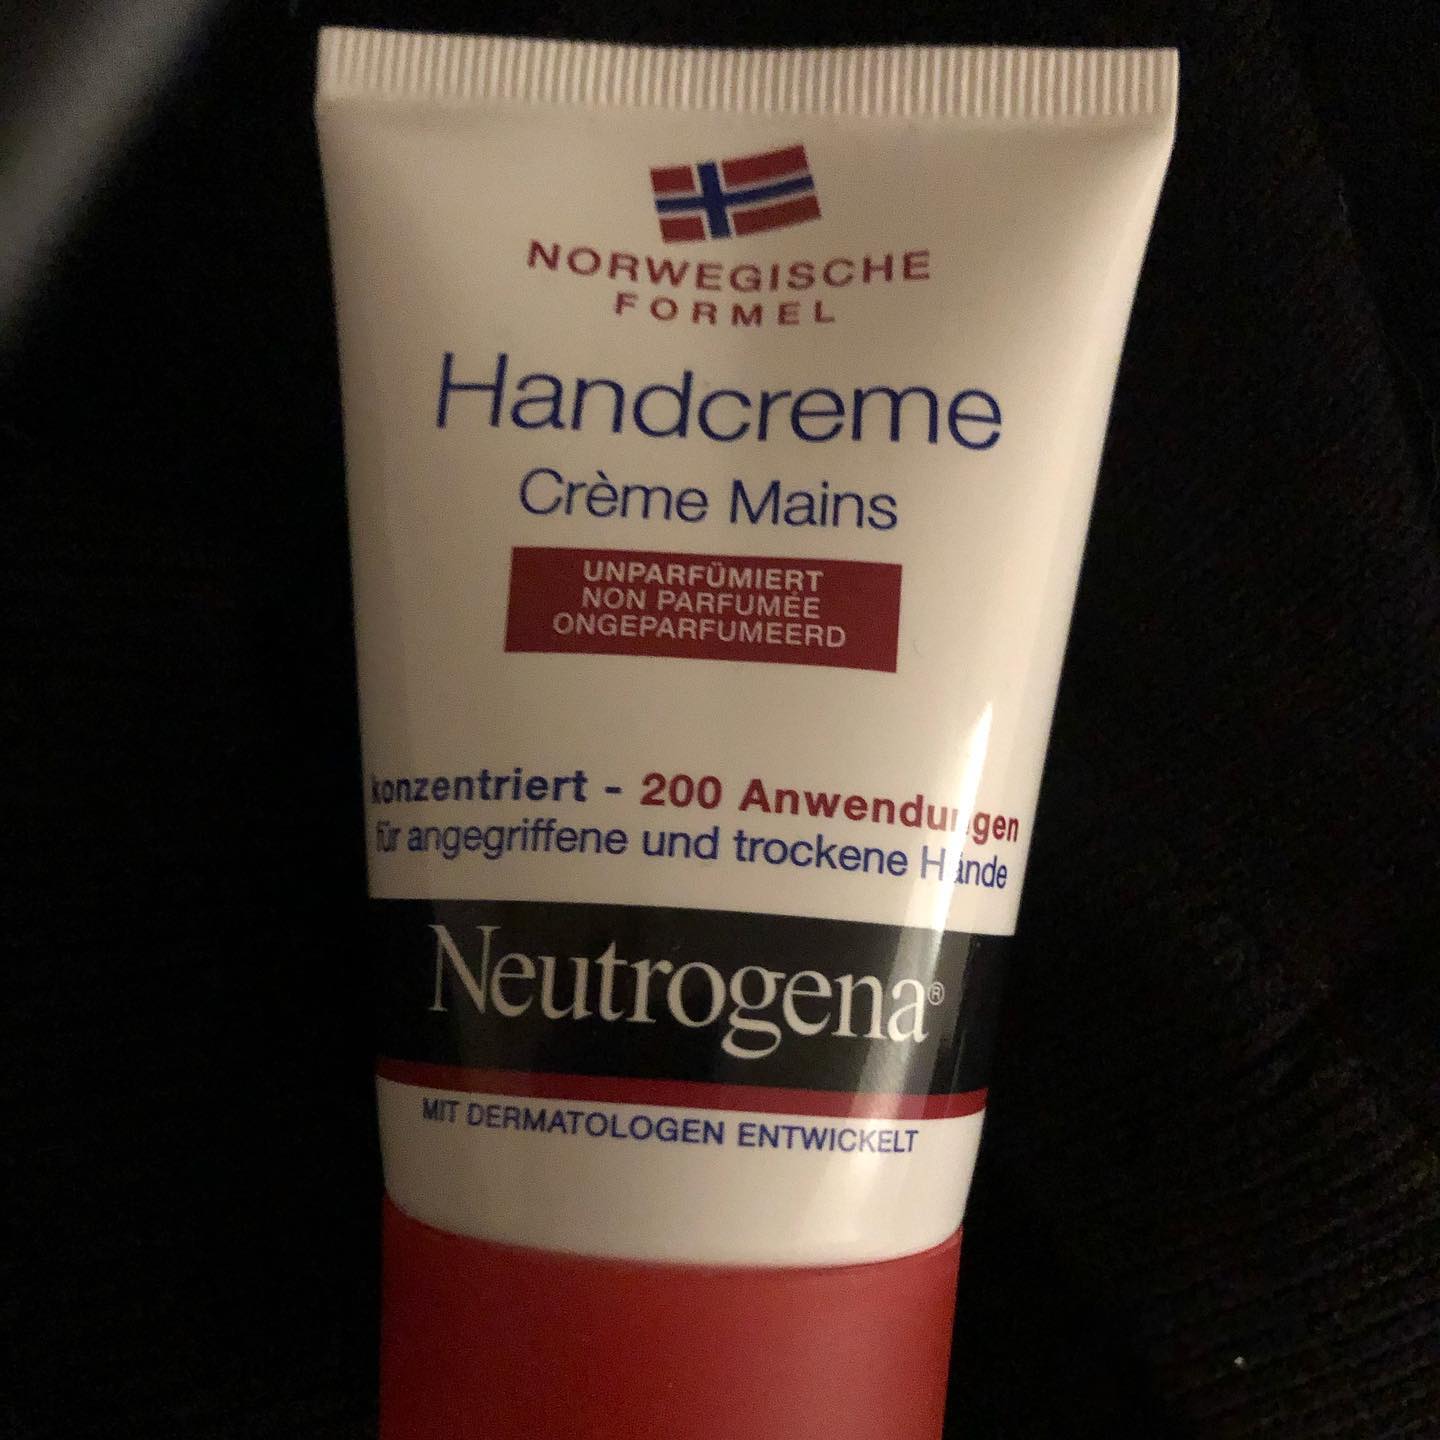 NORWEGISCHE
FORMEL
Handcreme
Crème Mains
UNPARFÜMIERT
NON PARFUMÉE
ONGEPARFUMEERD
konzentriert - 200 Anwendungen
für angegriffene und trockene Hände
Neutrogena®
MIT DERMATOLOGEN ENTWICKELT